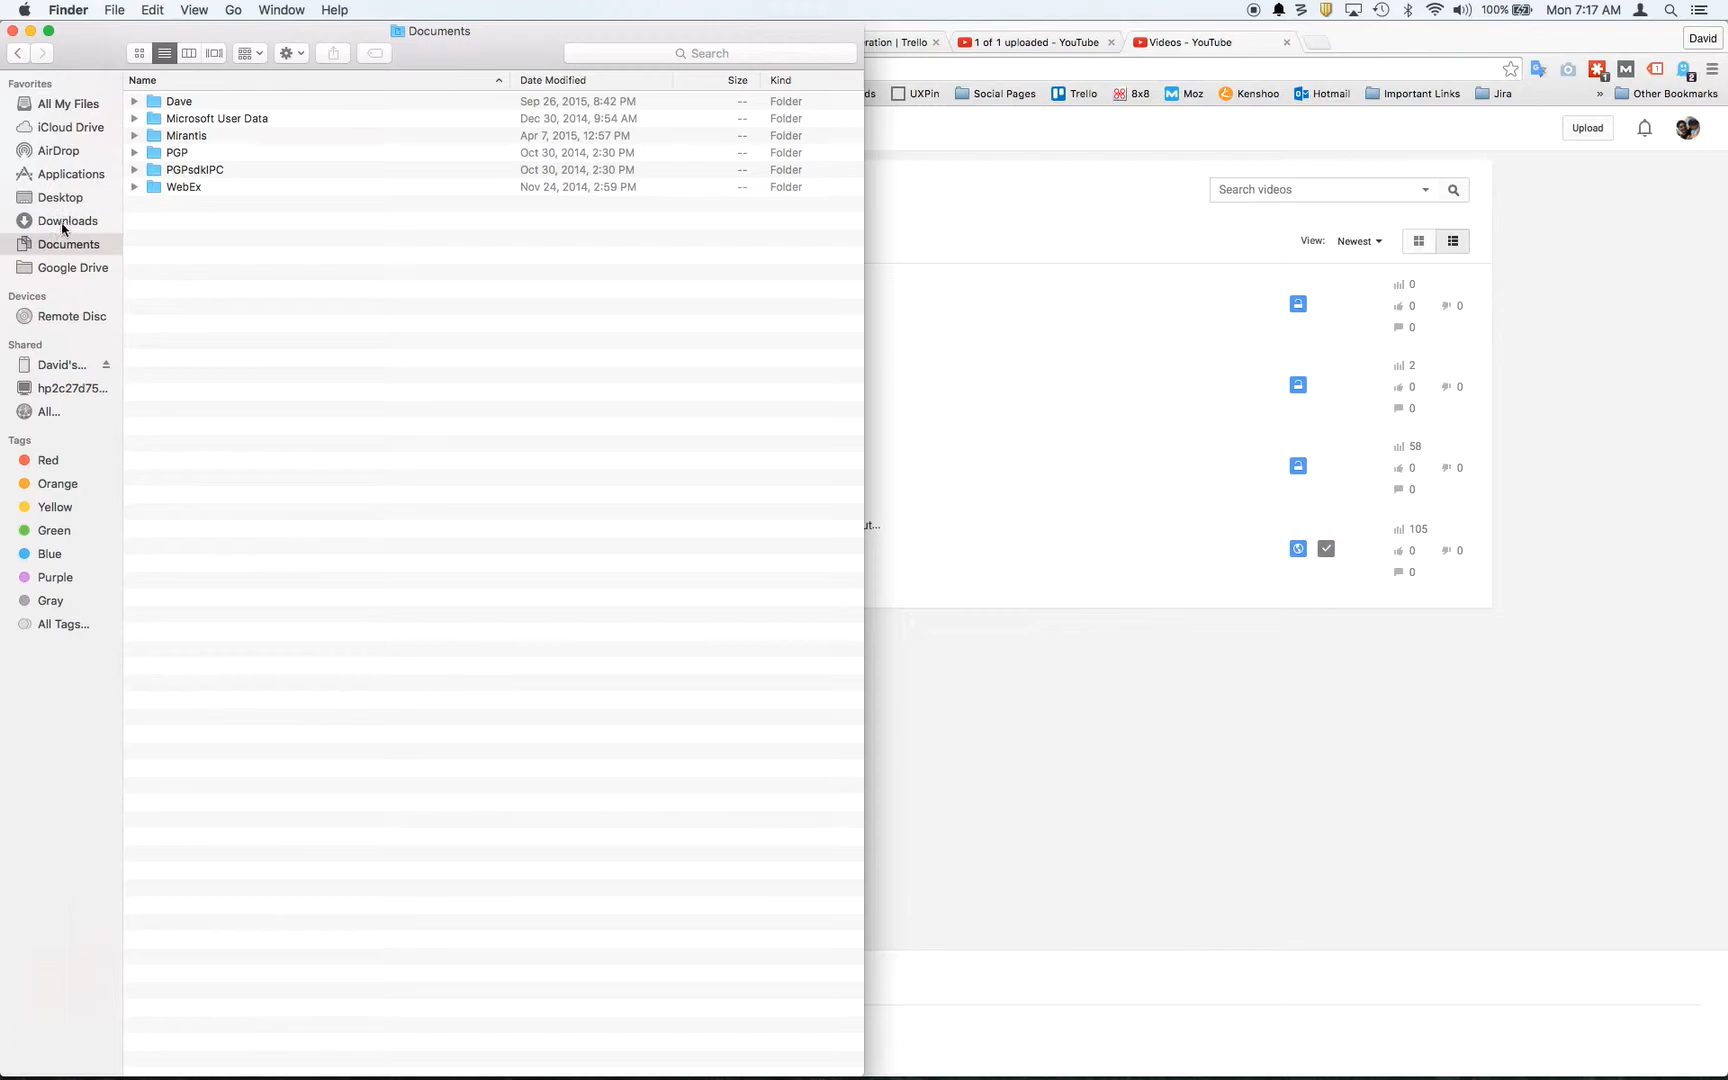 Finder File Edit View Go Window Help 100% Mon 7:17 AM
Documents
Search
ration | Trello 1 of 1 uploaded - YouTube Videos - YouTube David
ds UXPin Social Pages Trello 8x8 Moz Kenshoo Hotmail Important Links Jira » Other Bookmarks
Upload
Search videos
View: Newest
0
0 0
0
2
0 0
0
58
0 0
0
ut...
105
0 0
0
Favorites
All My Files
iCloud Drive
AirDrop
Applications
Desktop
Downloads
Documents
Google Drive
Devices
Remote Disc
Shared
David's...
hp2c27d75...
All...
Tags
Red
Orange
Yellow
Green
Blue
Purple
Gray
All Tags...
Name Date Modified Size Kind
Dave Sep 26, 2015, 8:42 PM -- Folder
Microsoft User Data Dec 30, 2014, 9:54 AM -- Folder
Mirantis Apr 7, 2015, 12:57 PM -- Folder
PGP Oct 30, 2014, 2:30 PM -- Folder
PGPsdkIPC Oct 30, 2014, 2:30 PM -- Folder
WebEx Nov 24, 2014, 2:59 PM -- Folder